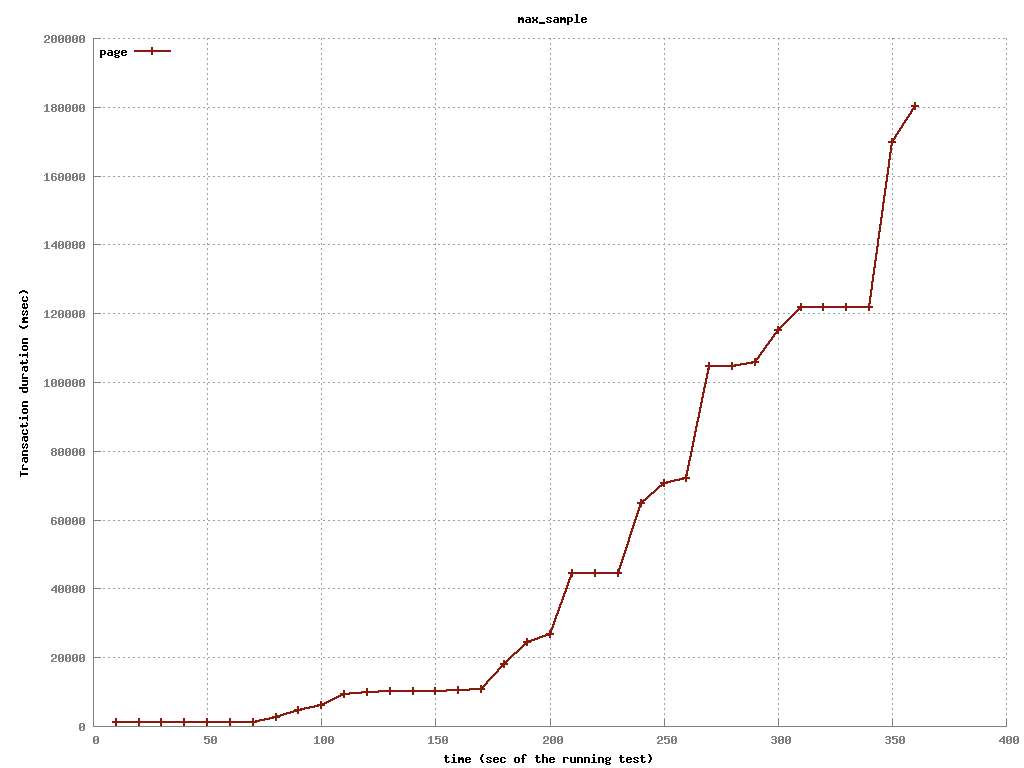 max_sample
200000
page
180000
160000
140000
120000
100000
80000
60000
40000
20000
0
Transaction duration (msec)
0 50 100 150 200 250 300 350 400
time (sec of the running test)